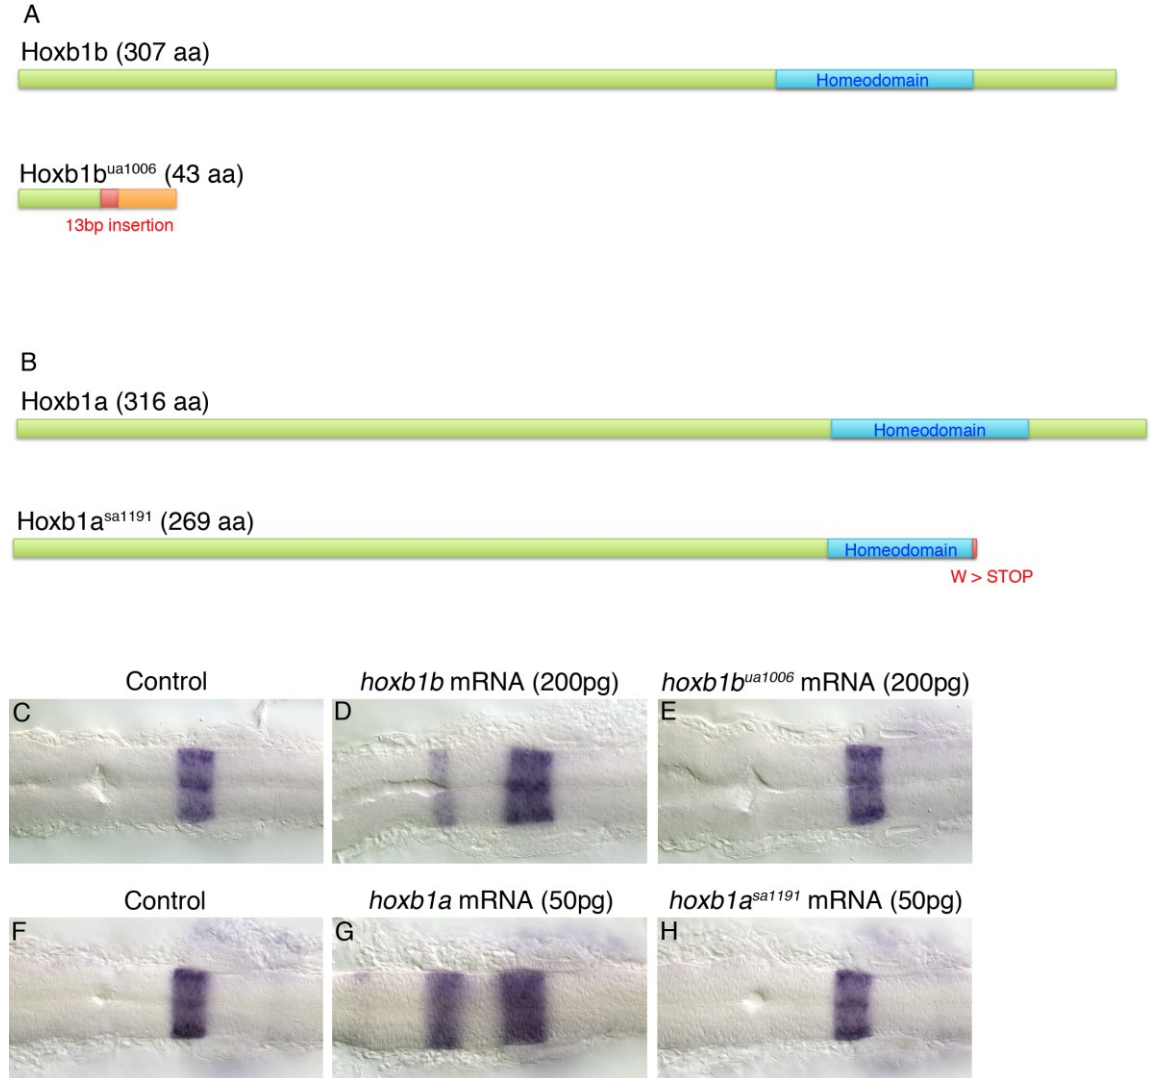 A
Hoxb1b (307 aa)
Homeodomain
Hoxb1bua1006 (43 aa)
13bp insertion
B
Hoxb1a (316 aa)
Homeodomain
Hoxb1asa1191 (269 aa)
Homeodomain
W > STOP
Control
hoxb1b mRNA (200pg)
hoxb1bua1006 mRNA (200pg)
C
D
E
Control
hoxb1a mRNA (50pg)
hoxb1asa1191 mRNA (50pg)
F
G
H